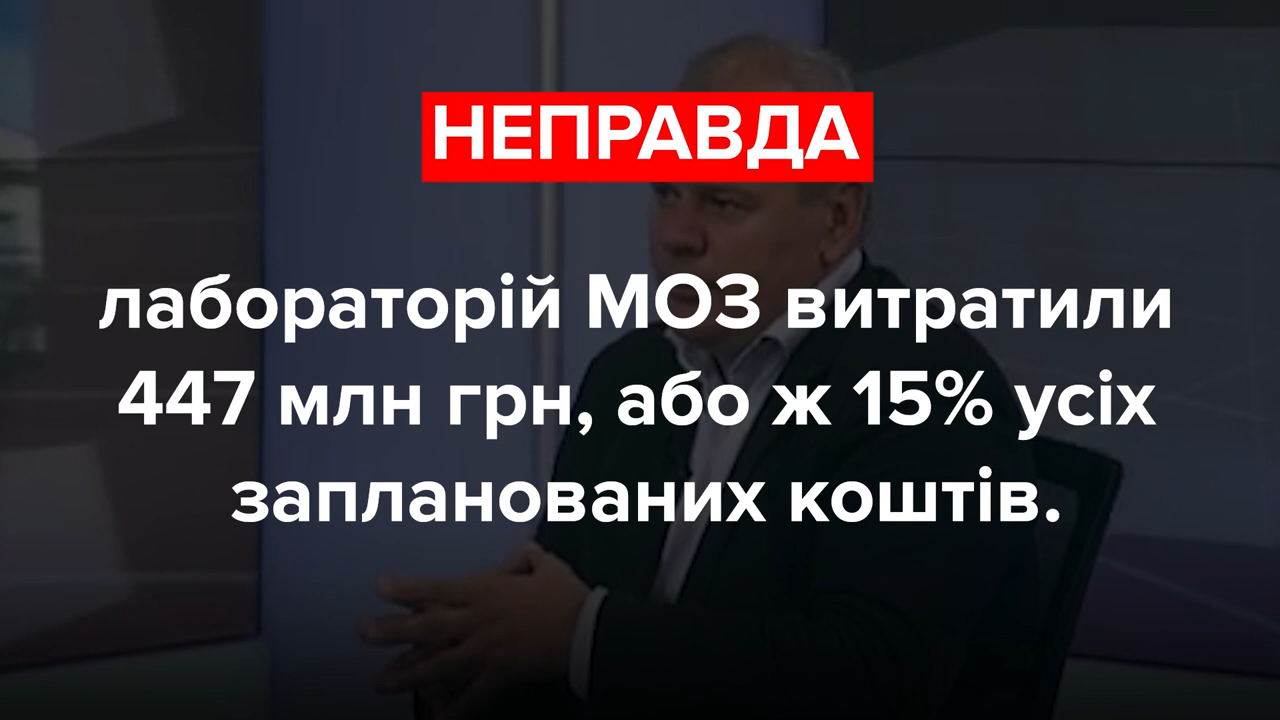 НЕПРАВДА
лабораторій МОЗ витратили
447 млн грн, або ж 15% усіх
запланованих коштів.